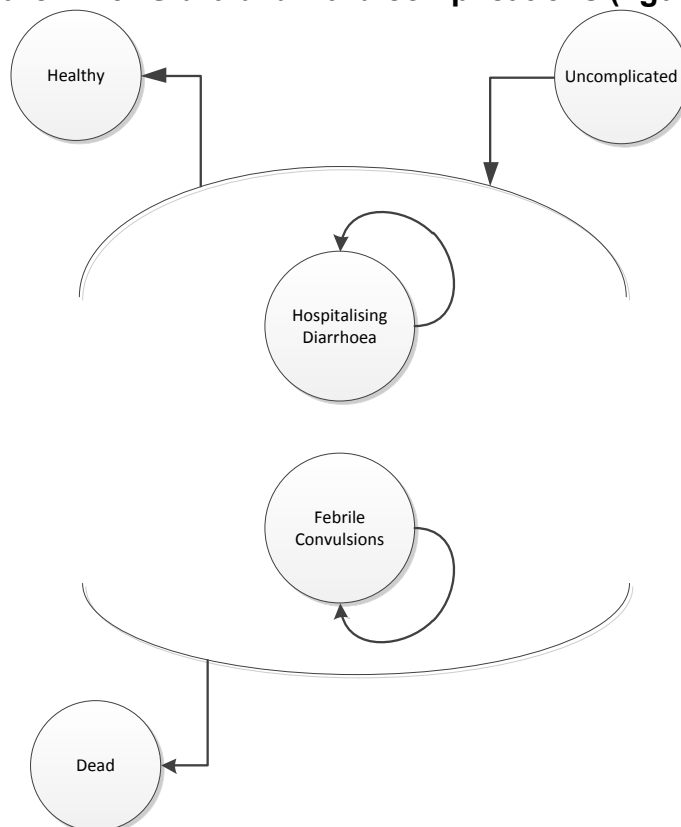 Healthy
Uncomplicated
Hospitalising
Diarrhoea
Febrile
Convulsions
Dead